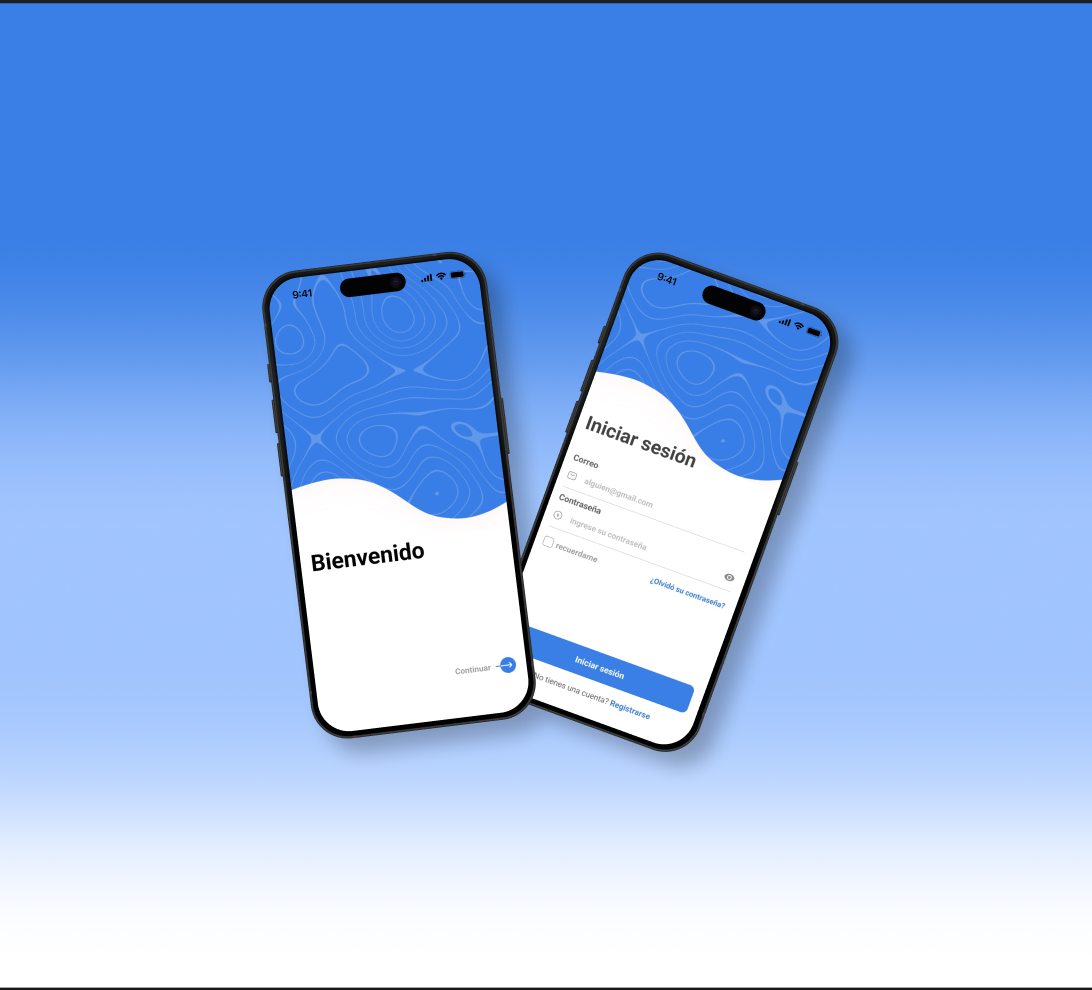 9:41
Bienvenido
Continuar
9:41
Iniciar sesión
Correo
alguien@gmail.com
Contraseña
ingrese su contraseña
recuerdame
¿Olvidó su contraseña?
Iniciar sesión
No tienes una cuenta? Registrarse